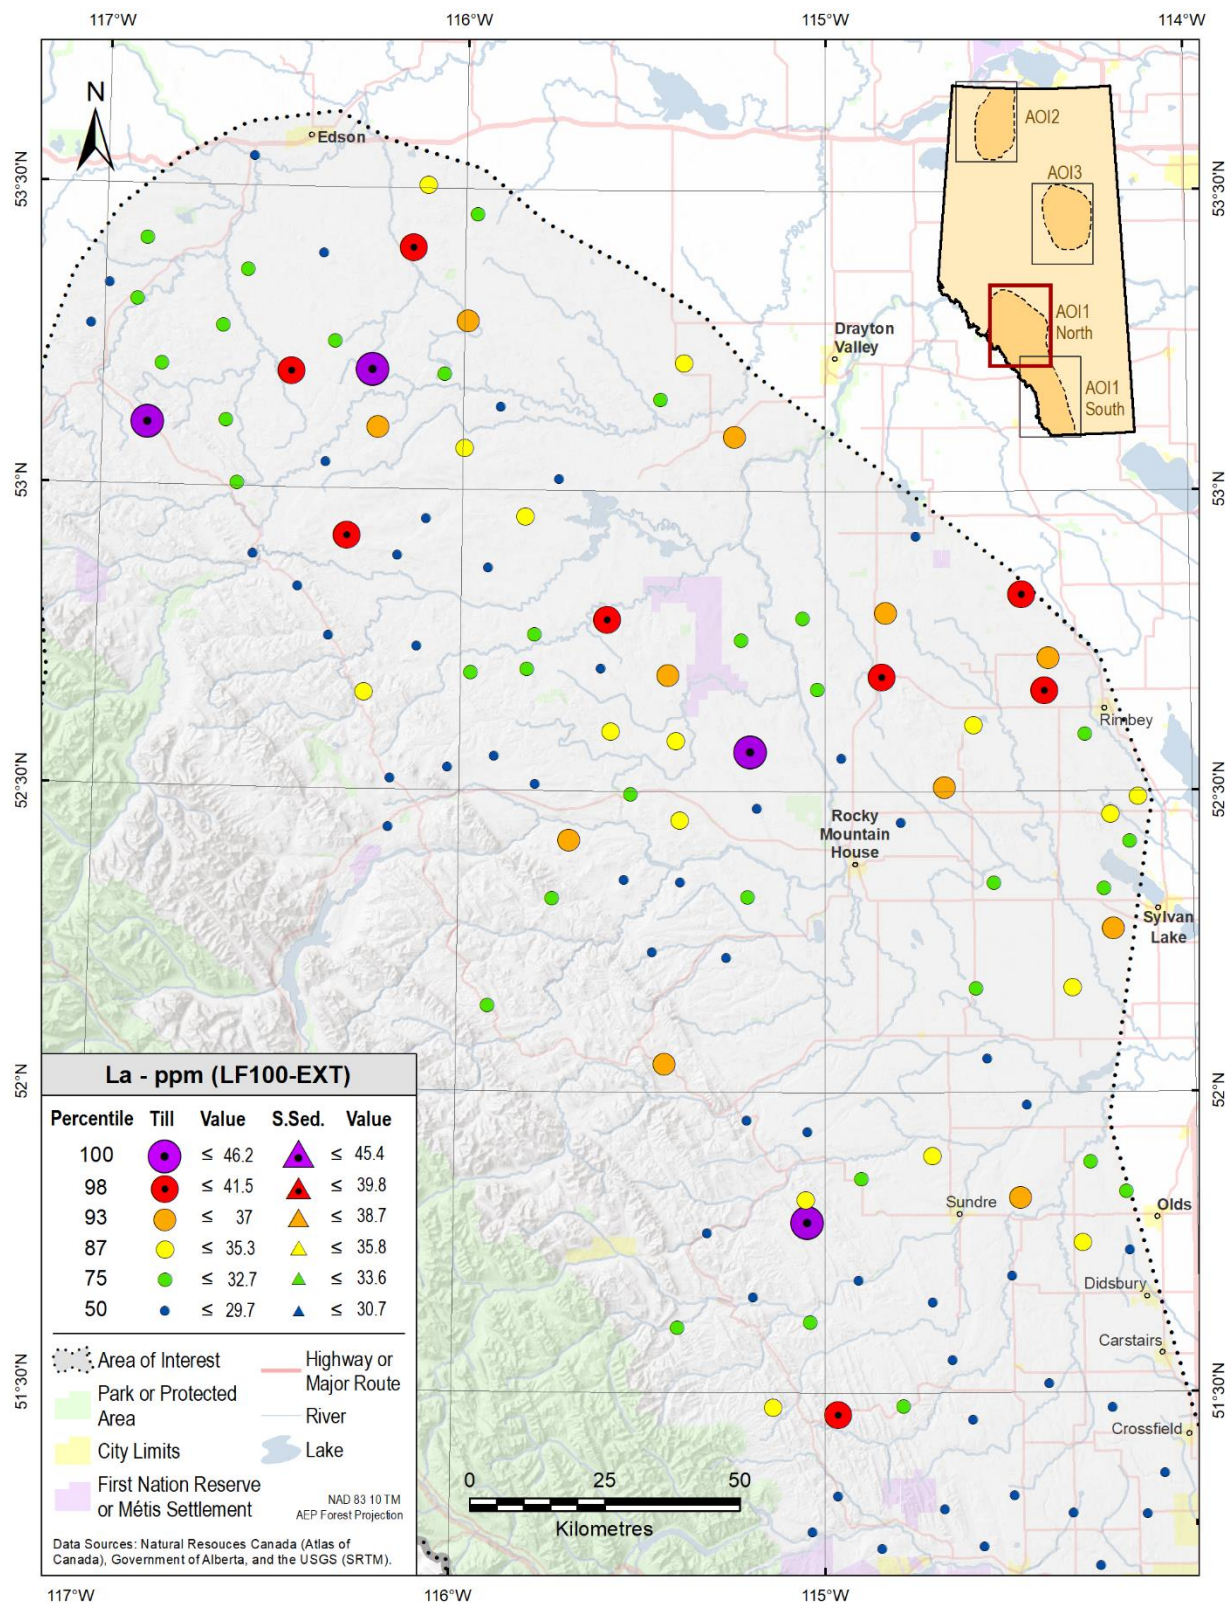 117°W 116°W 115°W 114°W
N
Edson
AOI2
AOI3
AOI1
North
AOI1
South
53°30'N 53°30'N
Drayton
Valley
53°N 53°N
Rimbey
52°30'N 52°30'N
Rocky
Mountain
House
Sylvan
Lake
52°N 52°N
Sundre
Olds
Didsbury
Carstairs
51°30'N
Crossfield
La - ppm (LF100-EXT)
Percentile Till Value S.Sed. Value
100 ≤ 46.2 ≤ 45.4
98 ≤ 41.5 ≤ 39.8
93 ≤ 37 ≤ 38.7
87 ≤ 35.3 ≤ 35.8
75 ≤ 32.7 ≤ 33.6
50 ≤ 29.7 ≤ 30.7
Area of Interest
Park or Protected
Area
City Limits
First Nation Reserve
or Métis Settlement
Highway or
Major Route
River
Lake
NAD 83 10 TM
AEP Forest Projection
Data Sources: Natural Resouces Canada (Atlas of
Canada), Government of Alberta, and the USGS (SRTM).
0 25 50
Kilometres
117°W 116°W 115°W